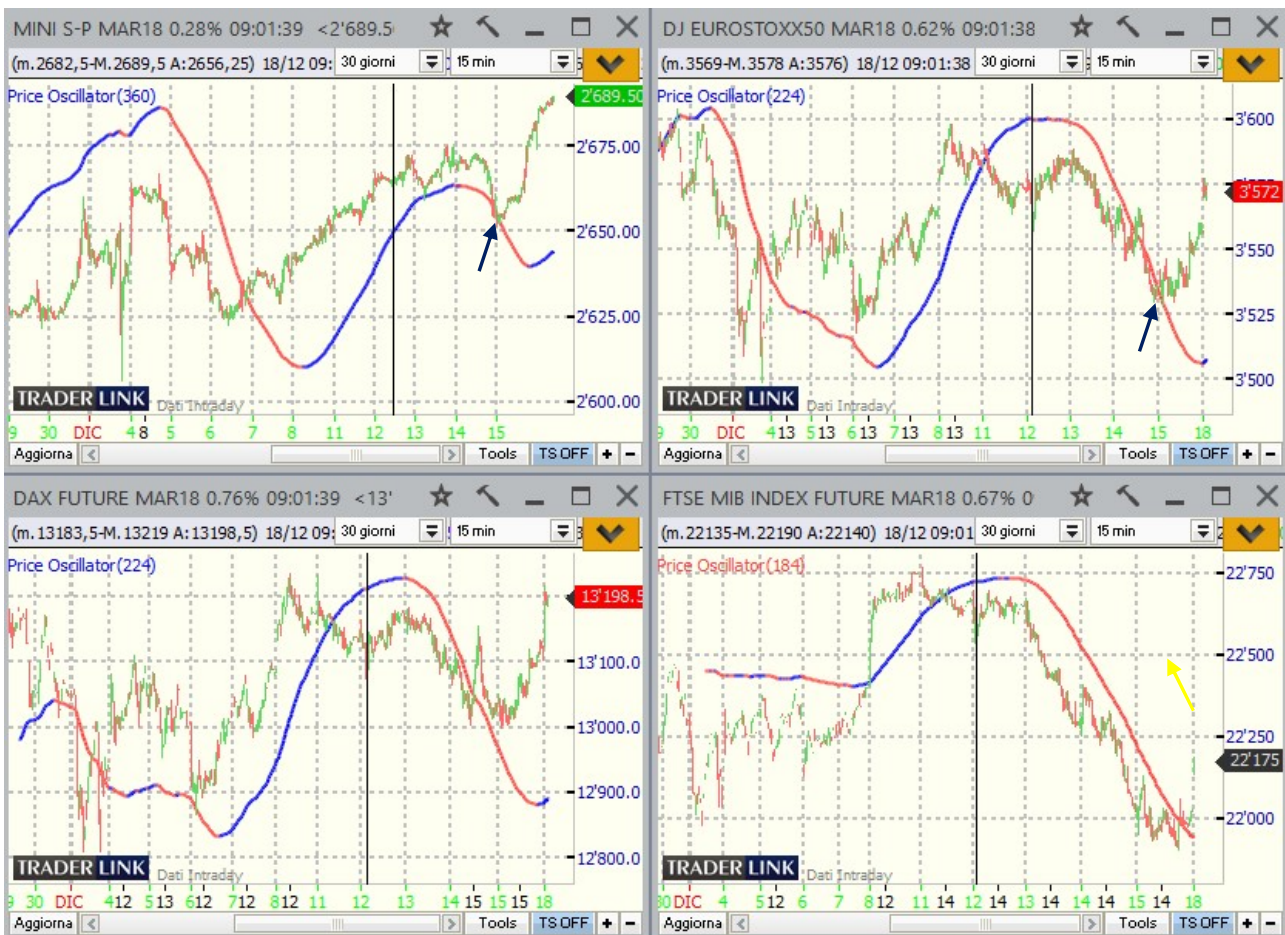 MINI S-P MAR18 0.28% 09:01:39 <2'689.5
(m.2682,5-M.2689,5 A:2656,25) 18/12 09: 30 giorni 15 min
Price Oscillator(360)
2'689.50
2'675.00
2'650.00
2'625.00
2'600.00
TRADER LINK Dati Intraday
9 30 DIC 4 8 5 6 7 8 11 12 13 14 15
Aggiorna Tools TS OFF + -
DJ EUROSTOXX50 MAR18 0.62% 09:01:38
(m.3569-M.3578 A:3576) 18/12 09:01:38 30 giorni 15 min
Price Oscillator(224)
3'600
3'572
3'550
3'525
3'500
TRADER LINK Dati Intraday
30 DIC 4 13 5 13 6 13 7 13 8 13 11 12 13 14 15 18
Aggiorna Tools TS OFF + -
DAX FUTURE MAR18 0.76% 09:01:39 <13'
(m.13183,5-M.13219 A:13198,5) 18/12 09: 30 giorni 15 min
Price Oscillator(224)
13'198.5
13'100.0
13'000.0
12'900.0
12'800.0
TRADER LINK Dati Intraday
30 DIC 4 12 5 13 6 12 7 12 8 12 11 12 13 14 15 15 15 18
Aggiorna Tools TS OFF + -
FTSE MIB INDEX FUTURE MAR18 0.67% 0
(m.22135-M.22190 A:22140) 18/12 09:01 30 giorni 15 min
Price Oscillator(184)
22'750
22'500
22'250
22'175
22'000
TRADER LINK Dati Intraday
30 DIC 4 5 12 6 7 8 12 11 14 12 14 13 14 14 14 15 14 18
Aggiorna Tools TS OFF + -